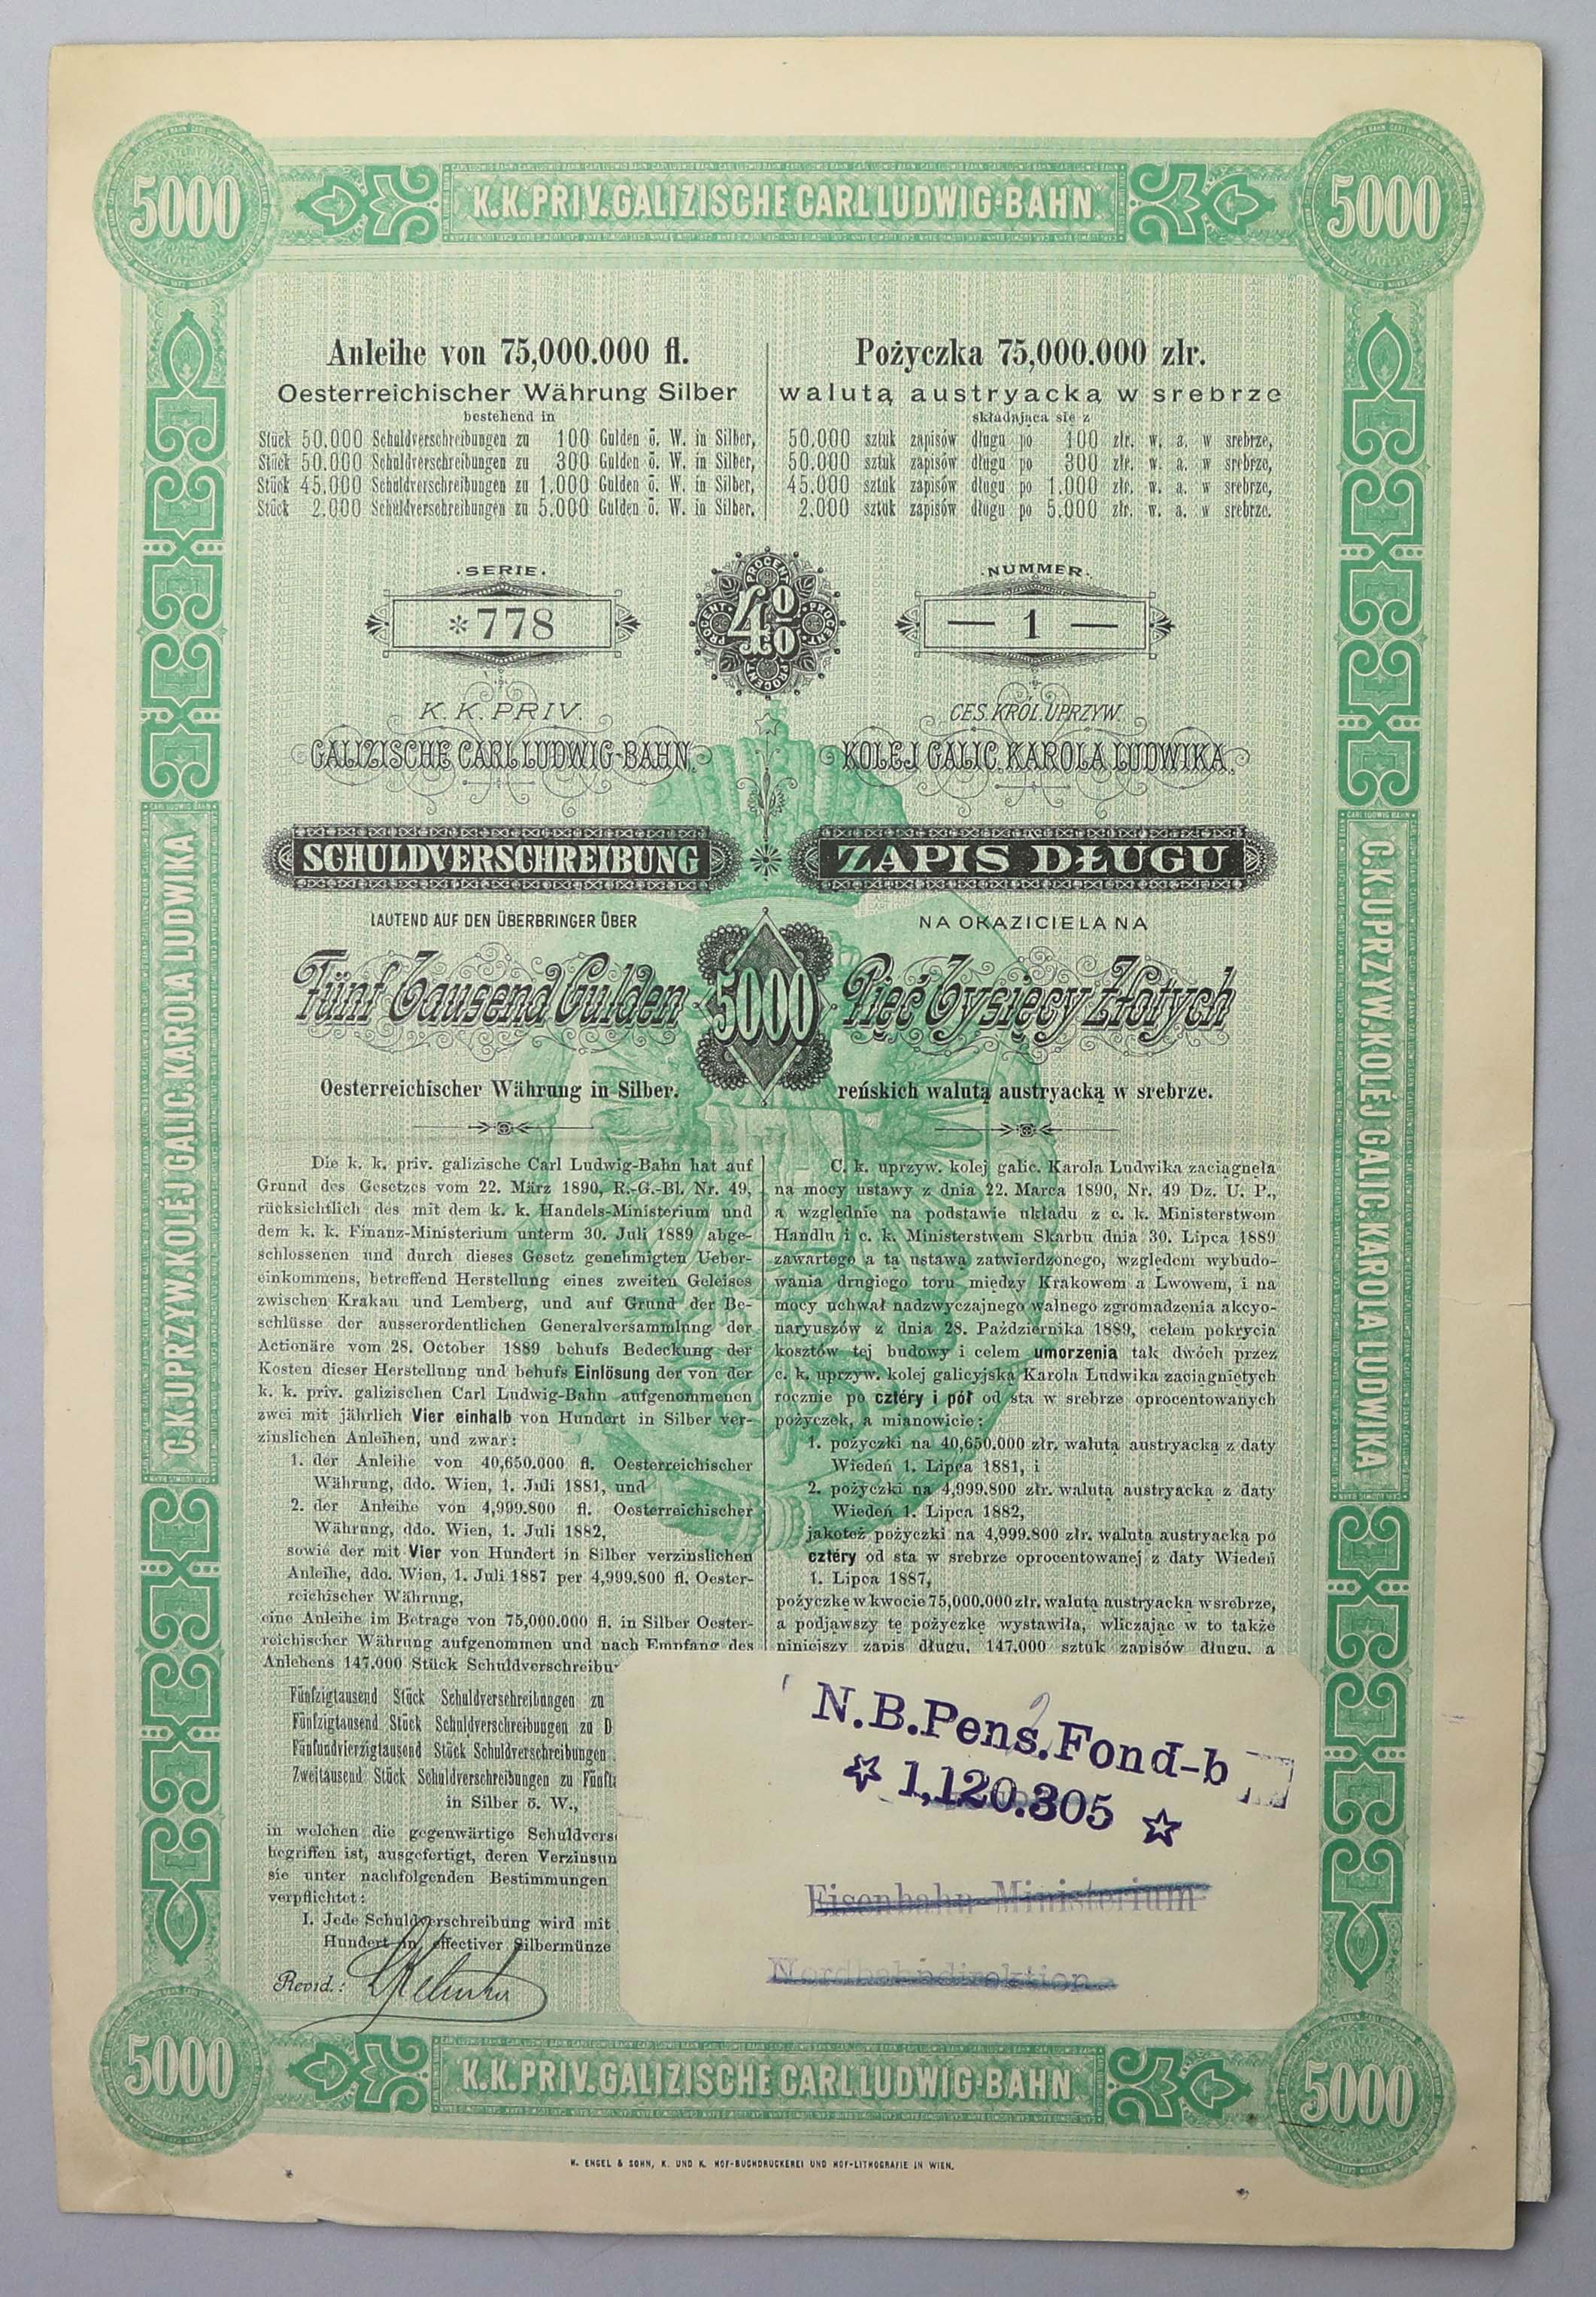 5000
K.K.PRIV.GALIZISCHE CARL LUDWIG-BAHN
5000
Anleihe von 75,000.000 fl.
Oesterreichischer Währung Silber
bestehend in
Stück 50.000 Schuldverschreibungen zu 100 Gulden ö. W. in Silber,
Stück 50.000 Schuldverschreibungen zu 300 Gulden ö. W. in Silber,
Stück 45.000 Schuldverschreibungen zu 1.000 Gulden ö. W. in Silber,
Stück 2.000 Schuldverschreibungen zu 5.000 Gulden ö. W. in Silber.
Pożyczka 75,000.000 złr.
walutą austryacką w srebrze
składająca się z
50.000 sztuk zapisów długu po 100 złr. w. a. w srebrze,
50.000 sztuk zapisów długu po 300 złr. w. a. w srebrze,
45.000 sztuk zapisów długu po 1.000 złr. w. a. w srebrze,
2.000 sztuk zapisów długu po 5.000 złr. w. a. w srebrze.
SERIE.
*778
4%
PROCENT PROCENT PROCENT PROCENT
NUMMER.
— 1 —
K. K. PRIV.
GALIZISCHE CARL LUDWIG-BAHN.
CES. KRÓL. UPRZYW.
KOLEJ GALIC. KAROLA LUDWIKA.
SCHULDVERSCHREIBUNG
ZAPIS DŁUGU
LAUTEND AUF DEN ÜBERBRINGER ÜBER
NA OKAZICIELA NA
Fünf Tausend Gulden
5000
Pięć tysięcy złotych
Oesterreichischer Währung in Silber.
reńskich walutą austryacką w srebrze.
Die k. k. priv. galizische Carl Ludwig-Bahn hat auf
Grund des Gesetzes vom 22. März 1890, R.-G.-Bl. Nr. 49,
rücksichtlich des mit dem k. k. Handels-Ministerium und
dem k. k. Finanz-Ministerium unterm 30. Juli 1889 abge-
schlossenen und durch dieses Gesetz genehmigten Ueber-
einkommens, betreffend Herstellung eines zweiten Geleises
zwischen Krakau und Lemberg, und auf Grund der Be-
schlüsse der ausserordentlichen Generalversammlung der
Actionäre vom 28. October 1889 behufs Bedeckung der
Kosten dieser Herstellung und behufs Einlösung der von der
k. k. priv. galizischen Carl Ludwig-Bahn aufgenommenen
zwei mit jährlich Vier einhalb von Hundert in Silber ver-
zinslichen Anleihen, und zwar:
1. der Anleihe von 40,650.000 fl. Oesterreichischer
Währung, ddo. Wien, 1. Juli 1881, und
2. der Anleihe von 4,999.800 fl. Oesterreichischer
Währung, ddo. Wien, 1. Juli 1882,
sowie der mit Vier von Hundert in Silber verzinslichen
Anleihe, ddo. Wien, 1. Juli 1887 per 4,999.800 fl. Oester-
reichischer Währung,
eine Anleihe im Betrage von 75,000.000 fl. in Silber Oester-
reichischer Währung aufgenommen und nach Empfang des
Anlehens 147.000 Stück Schuldverschreibu
Fünfzigtausend Stück Schuldverschreibungen zu
Fünfzigtausend Stück Schuldverschreibungen zu D
Fünfundvierzigtausend Stück Schuldverschreibungen
Zweitausend Stück Schuldverschreibungen zu Fünfta
in Silber ö. W.,
in welchen die gegenwärtige Schuldvers
begriffen ist, ausgefertigt, deren Verzinsun
sie unter nachfolgenden Bestimmungen
verpflichtet:
I. Jede Schuldverschreibung wird mit
Hundert in effectiver Silbermünze
Revid.:
C. k. uprzyw. kolej galic. Karola Ludwika zaciągnęła
na mocy ustawy z dnia 22. Marca 1890, Nr. 49 Dz. U. P.,
a względnie na podstawie układu z c. k. Ministerstwem
Handlu i c. k. Ministerstwem Skarbu dnia 30. Lipca 1889
zawartego a tą ustawą zatwierdzonego, względem wybudo-
wania drugiego toru między Krakowem a Lwowem, i na
mocy uchwał nadzwyczajnego walnego zgromadzenia akcyo-
naryuszów z dnia 28. Października 1889, celem pokrycia
kosztów tej budowy i celem umorzenia tak dwóch przez
c. k. uprzyw. kolej galicyjską Karola Ludwika zaciągniętych
rocznie po cztéry i pół od sta w srebrze oprocentowanych
pożyczek, a mianowicie:
1. pożyczki na 40,650.000 złr. walutą austryacką z daty
Wiedeń 1. Lipca 1881, i
2. pożyczki na 4,999.800 złr. walutą austryacką z daty
Wiedeń 1. Lipca 1882,
jakoteż pożyczki na 4,999.800 złr. walutą austryacką po
cztéry od sta w srebrze oprocentowanej z daty Wiedeń
1. Lipca 1887,
pożyczkę w kwocie 75,000.000 złr. walutą austryacką w srebrze,
a podjąwszy tę pożyczkę wystawiła, wliczając w to także
niniejszy zapis długu, 147.000 sztuk zapisów długu, a
N.B.Pens.Fond-b
☆ 1,120.305 ☆
Eisenbahn-Ministerium
Nordbahndirektion
C.K.UPRZYW.KOLÉJ GALIC.KAROLA LUDWIKA
C.K.UPRZYW.KOLÉJ GALIC.KAROLA LUDWIKA
5000
K.K.PRIV.GALIZISCHE CARL LUDWIG-BAHN
5000
H. ENGEL & SOHN, K. UND K. HOF-BUCHDRUCKEREI UND HOF-LITHOGRAFIE IN WIEN.